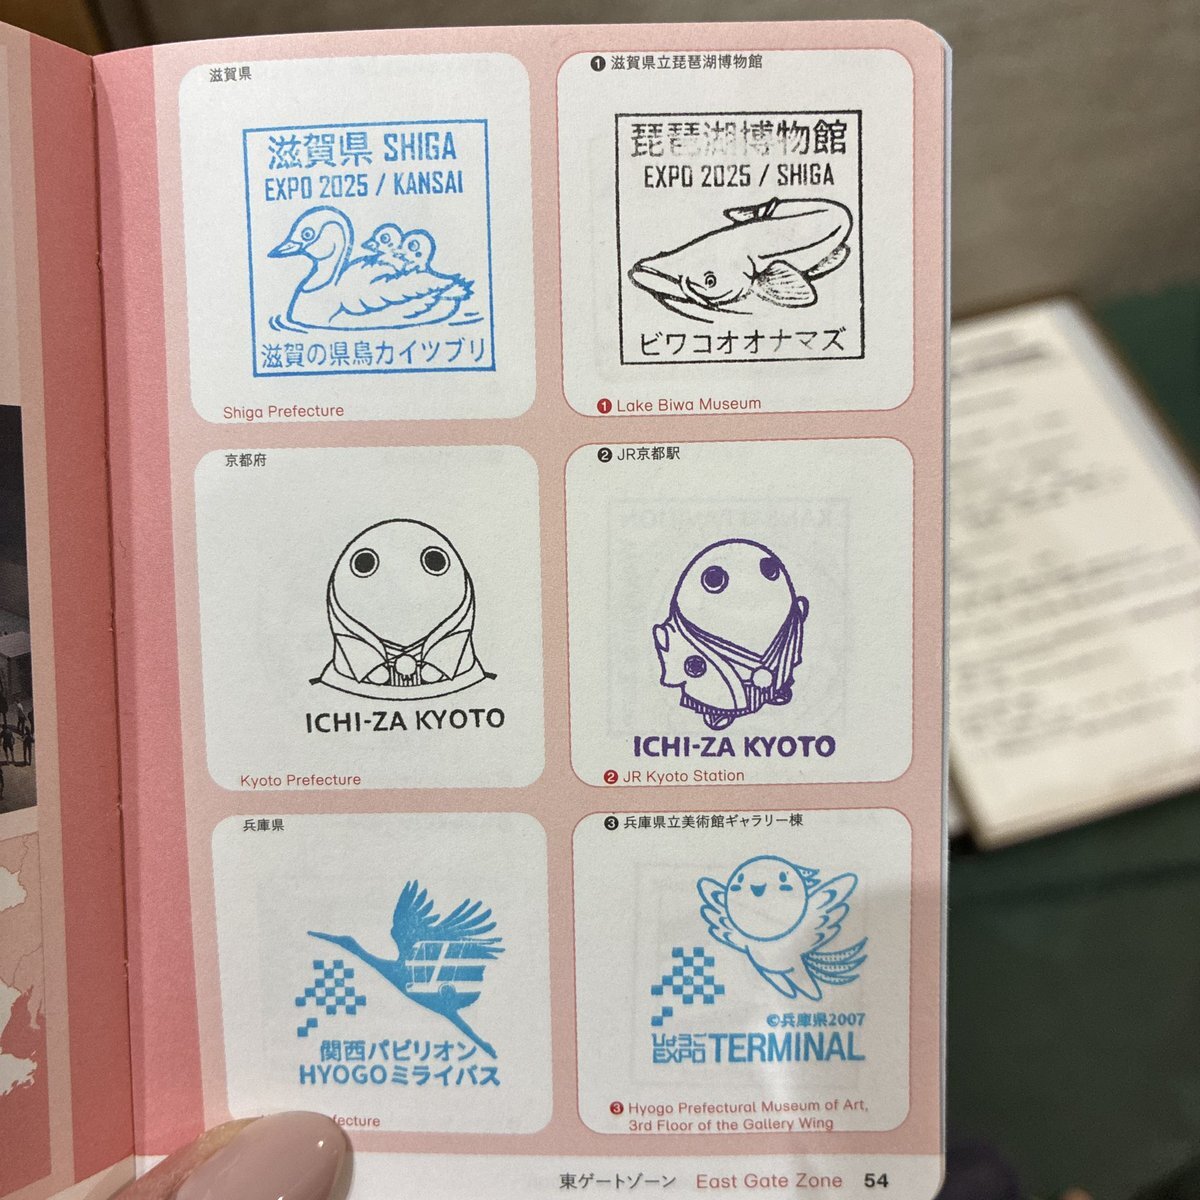 滋賀県
滋賀県 SHIGA
EXPO 2025 / KANSAI
滋賀の県鳥カイツブリ
Shiga Prefecture
❶ 滋賀県立琵琶湖博物館
琵琶湖博物館
EXPO 2025 / SHIGA
ビワコオオナマズ
❶ Lake Biwa Museum
京都府
ICHI-ZA KYOTO
Kyoto Prefecture
❷ JR京都駅
ICHI-ZA KYOTO
❷ JR Kyoto Station
兵庫県
関西パビリオン
HYOGOミライバス
❸ 兵庫県立美術館ギャラリー棟
©兵庫県2007
ひょうご
EXPO TERMINAL
❸ Hyogo Prefectural Museum of Art,
3rd Floor of the Gallery Wing
東ゲートゾーン East Gate Zone 54